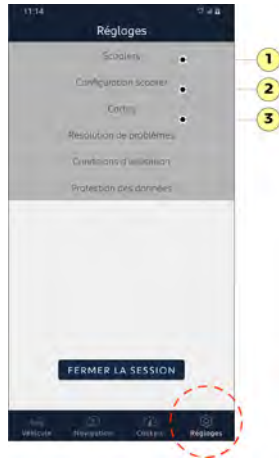 11:14
Réglages
Scooters
1
Configuration scooter
2
Cartes
3
Résolution de problèmes
Conditions d'utilisation
Protection des données
FERMER LA SESSION
Véhicule Navigation Réglages